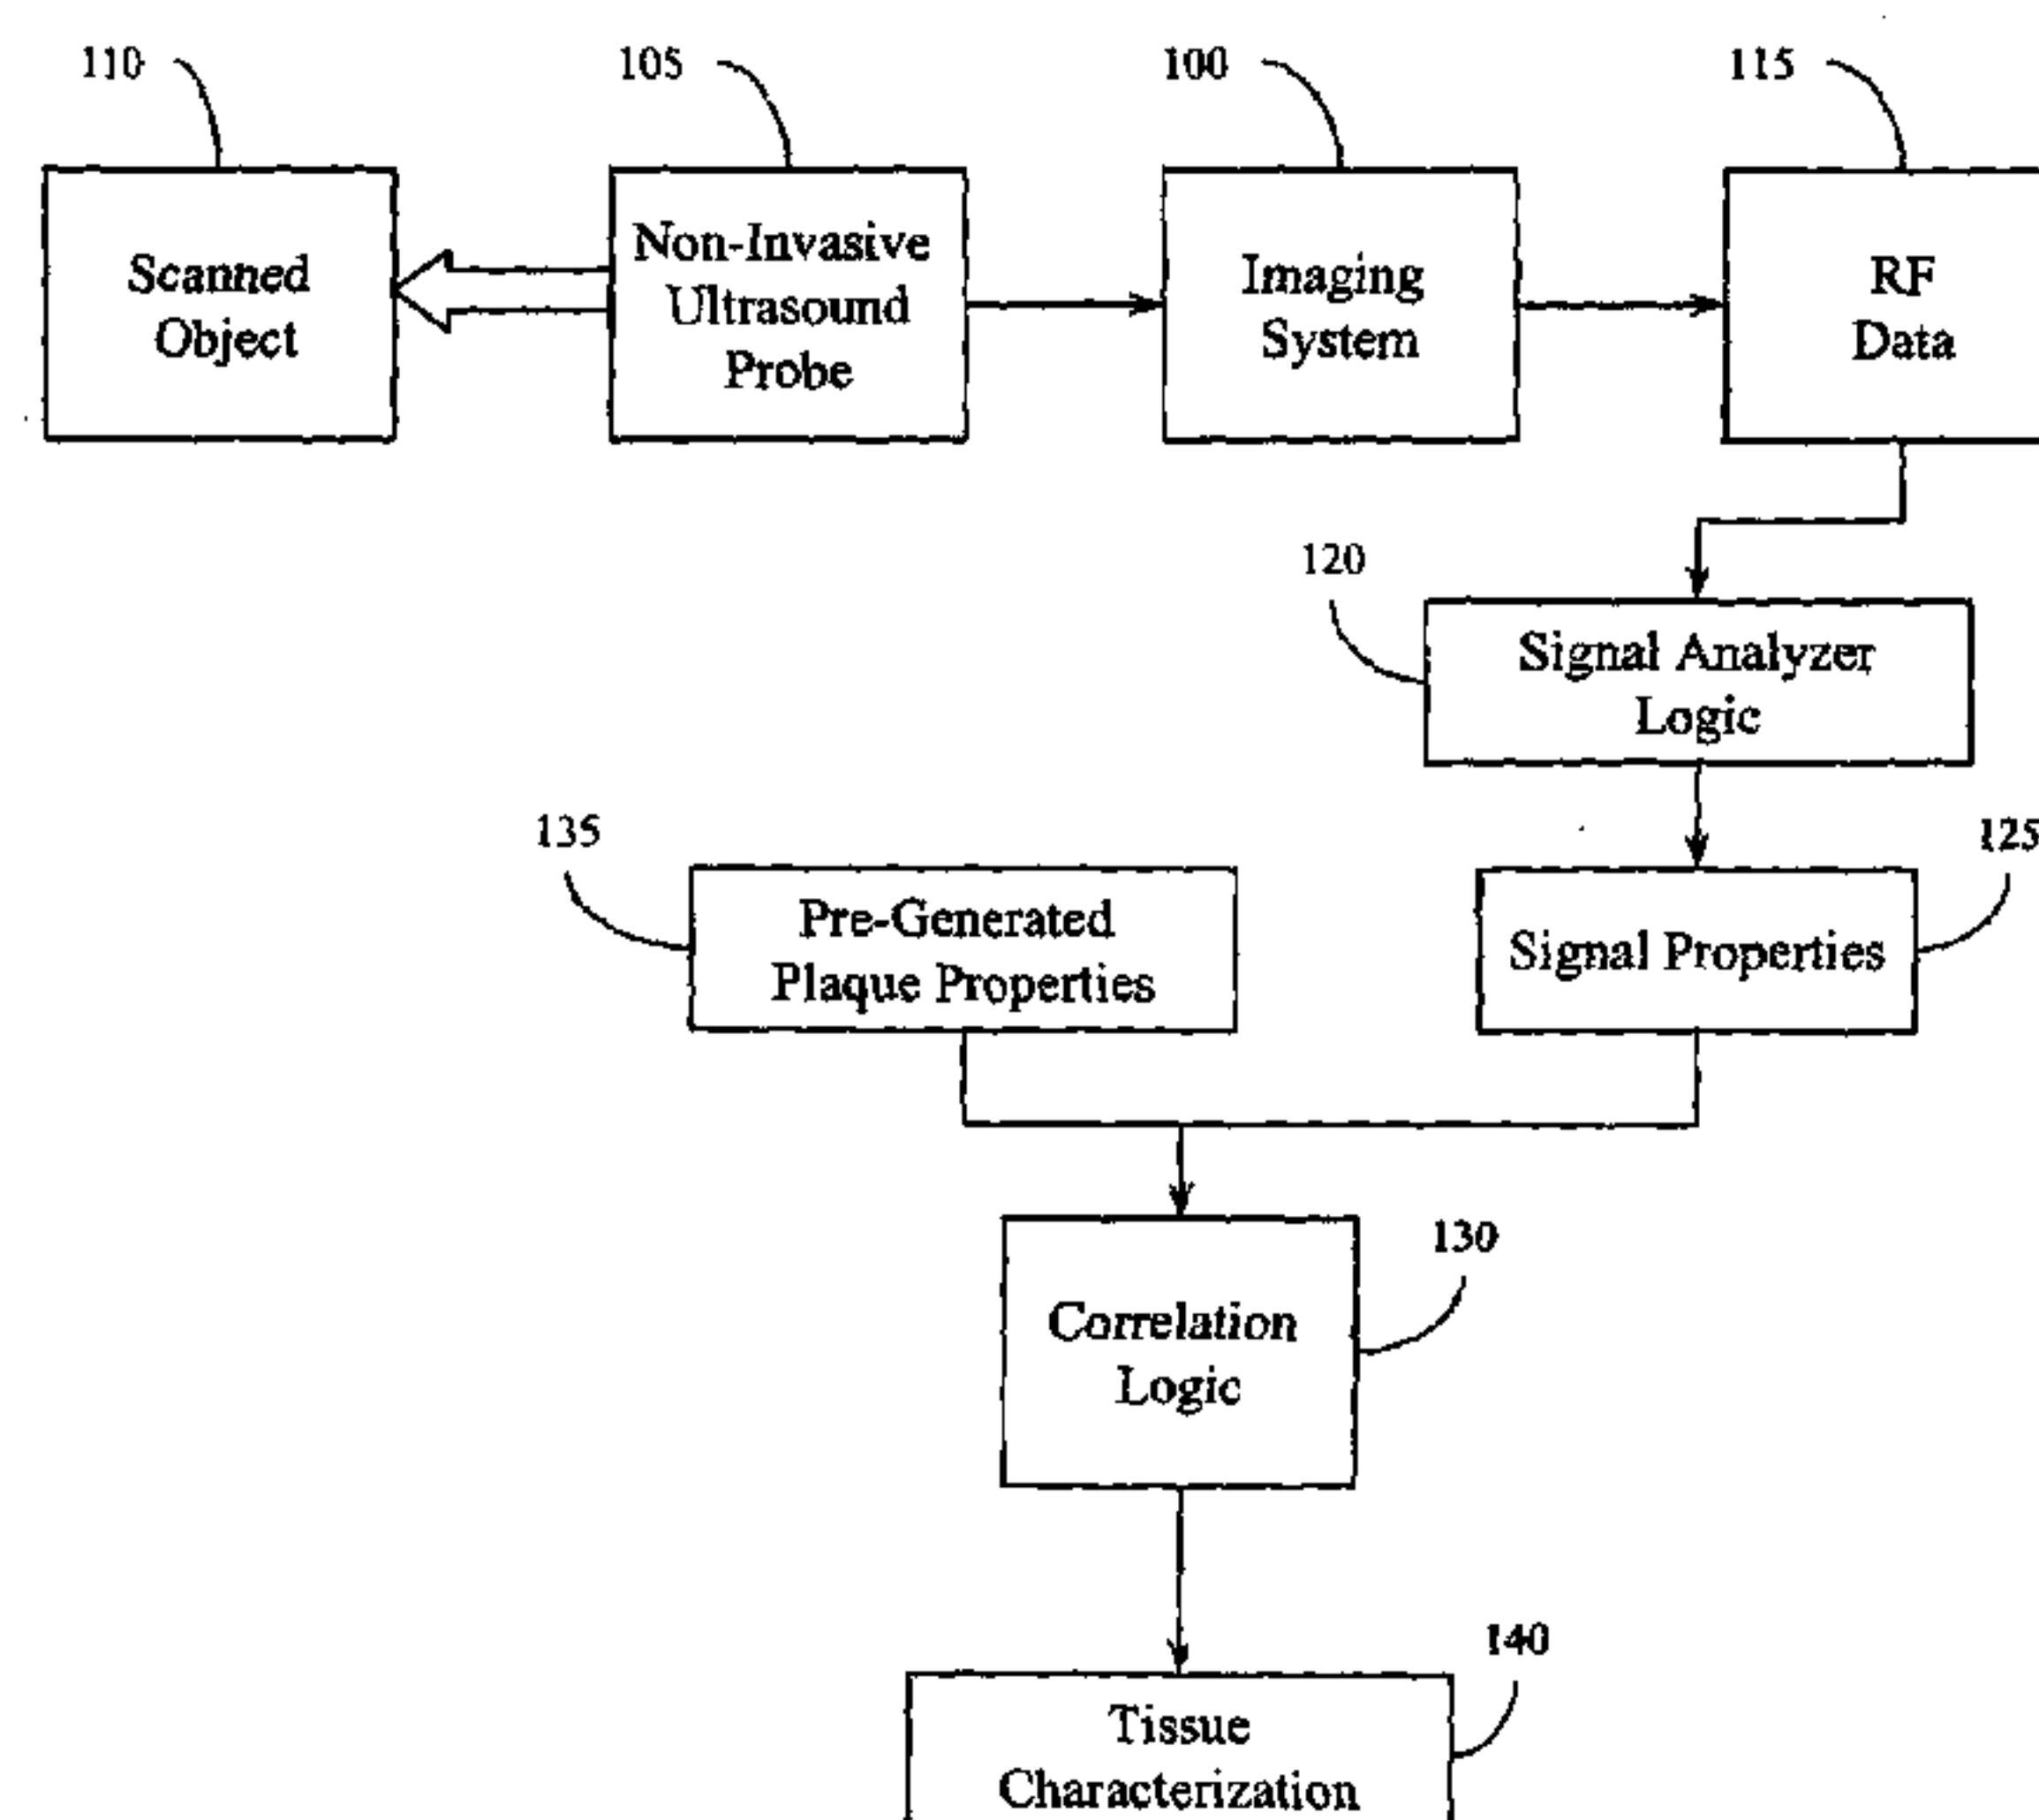 110
105
100
115
Scanned
Object
Non-Invasive
Ultrasound
Probe
Imaging
System
RF
Data
120
Signal Analyzer
Logic
135
125
Pre-Generated
Plaque Properties
Signal Properties
130
Correlation
Logic
140
Tissue
Characterization